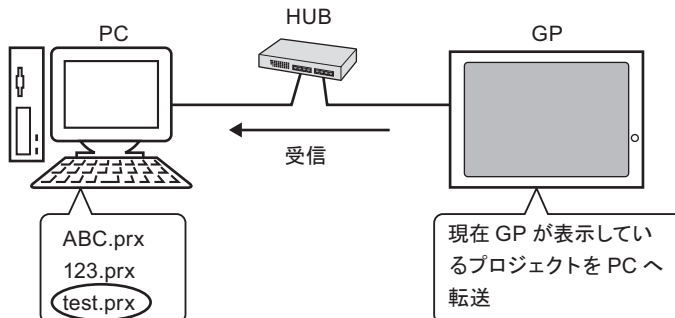 HUB
PC
GP
受信
ABC.prx
123.prx
test.prx
現在 GP が表示してい
るプロジェクトを PC へ
転送